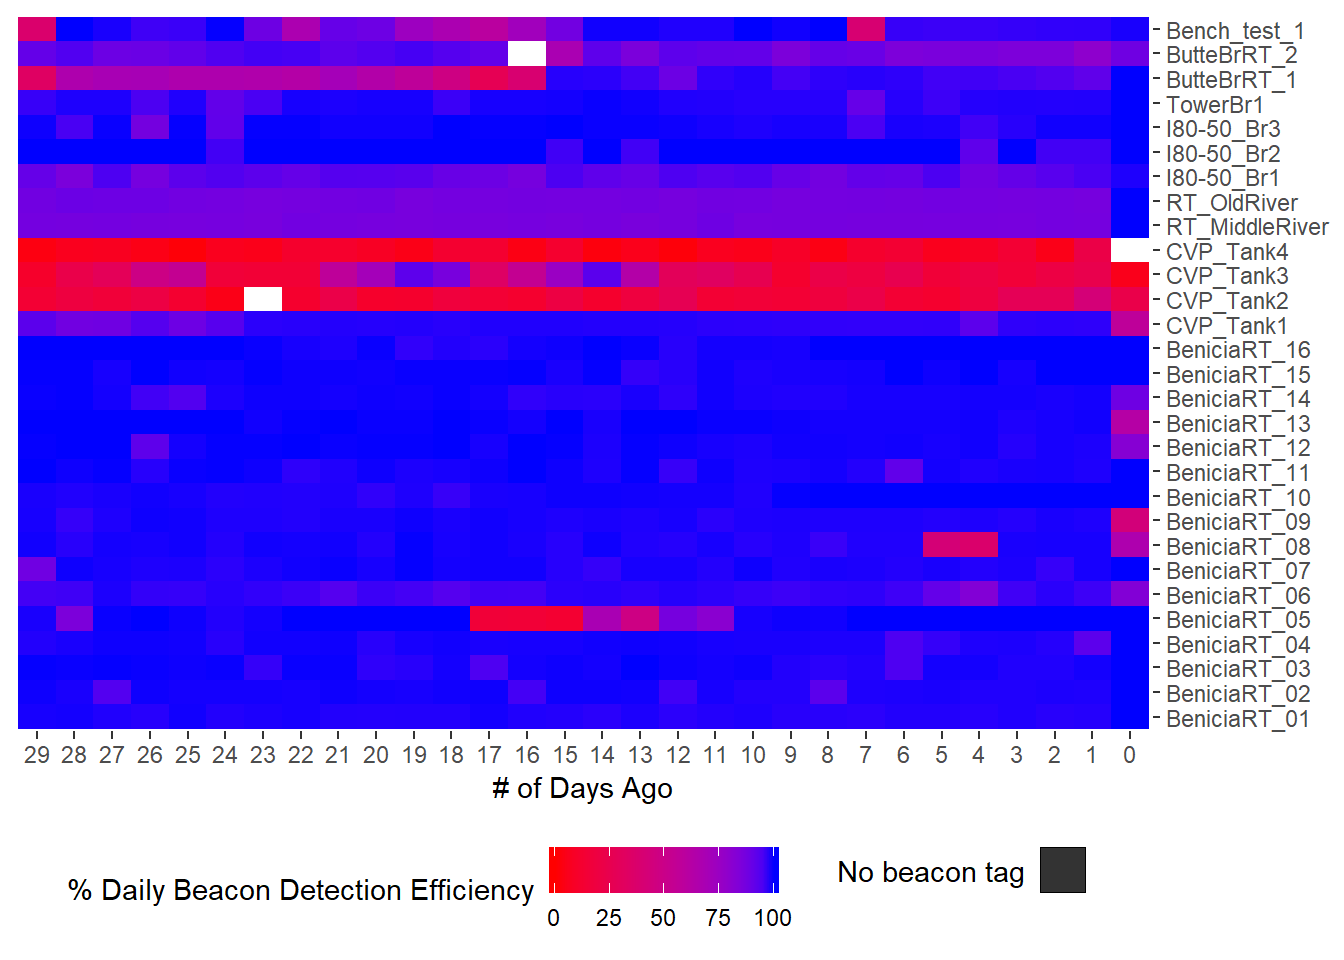 Bench_test_1
ButteBrRT_2
ButteBrRT_1
TowerBr1
I80-50_Br3
I80-50_Br2
I80-50_Br1
RT_OldRiver
RT_MiddleRiver
CVP_Tank4
CVP_Tank3
CVP_Tank2
CVP_Tank1
BeniciaRT_16
BeniciaRT_15
BeniciaRT_14
BeniciaRT_13
BeniciaRT_12
BeniciaRT_11
BeniciaRT_10
BeniciaRT_09
BeniciaRT_08
BeniciaRT_07
BeniciaRT_06
BeniciaRT_05
BeniciaRT_04
BeniciaRT_03
BeniciaRT_02
BeniciaRT_01
29 28 27 26 25 24 23 22 21 20 19 18 17 16 15 14 13 12 11 10 9 8 7 6 5 4 3 2 1 0
# of Days Ago
% Daily Beacon Detection Efficiency
0 25 50 75 100
No beacon tag